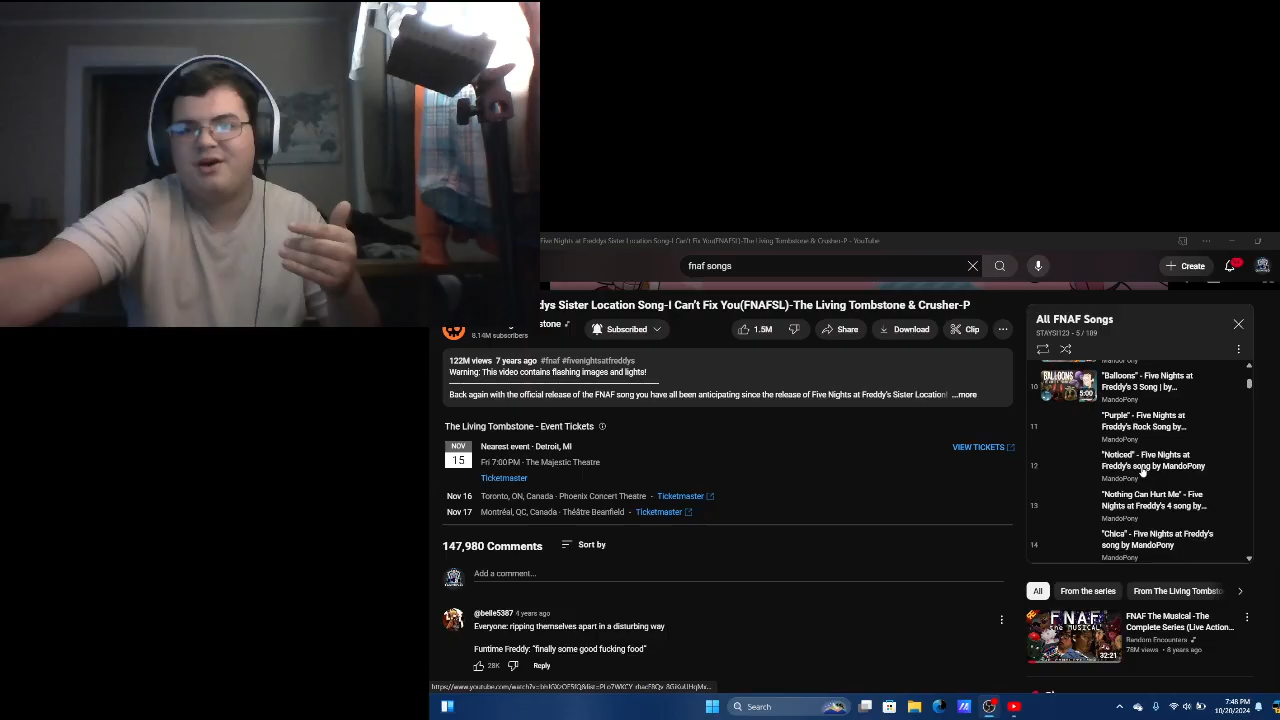 Five Nights at Freddys Sister Location Song-I Can't Fix You(FNAFSL)-The Living Tombstone & Crusher-P - YouTube
fnaf songs
Create
dys Sister Location Song-I Can't Fix You(FNAFSL)-The Living Tombstone & Crusher-P
stone
8.14M subscribers
Subscribed
1.5M
Share
Download
Clip
122M views 7 years ago #fnaf #fivenightsatfreddys
Warning: This video contains flashing images and lights!
Back again with the official release of the FNAF song you have all been anticipating since the release of Five Nights at Freddy's Sister Location! ...more
The Living Tombstone - Event Tickets
NOV
15
Nearest event · Detroit, MI
Fri 7:00 PM · The Majestic Theatre
Ticketmaster
VIEW TICKETS
Nov 16 Toronto, ON, Canada · Phoenix Concert Theatre · Ticketmaster
Nov 17 Montréal, QC, Canada · Théâtre Beanfield · Ticketmaster
147,980 Comments
Sort by
Add a comment...
@belle5387 4 years ago
Everyone: ripping themselves apart in a disturbing way
Funtime Freddy: "finally some good fucking food"
28K
Reply
All FNAF Songs
STAYSI123 - 5 / 109
MandoPony
10
BALLOONS
5:00
"Balloons" - Five Nights at
Freddy's 3 Song | by...
MandoPony
11
"Purple" - Five Nights at
Freddy's Rock Song by...
MandoPony
12
"Noticed" - Five Nights at
Freddy's song by MandoPony
MandoPony
13
"Nothing Can Hurt Me" - Five
Nights at Freddy's 4 song by...
MandoPony
14
"Chica" - Five Nights at Freddy's
song by MandoPony
MandoPony
All
From the series
From The Living Tombsto
FNAF
THE MUSICAL
32:21
FNAF The Musical -The
Complete Series (Live Action...
Random Encounters
78M views · 8 years ago
Search
7:48 PM
10/20/2024